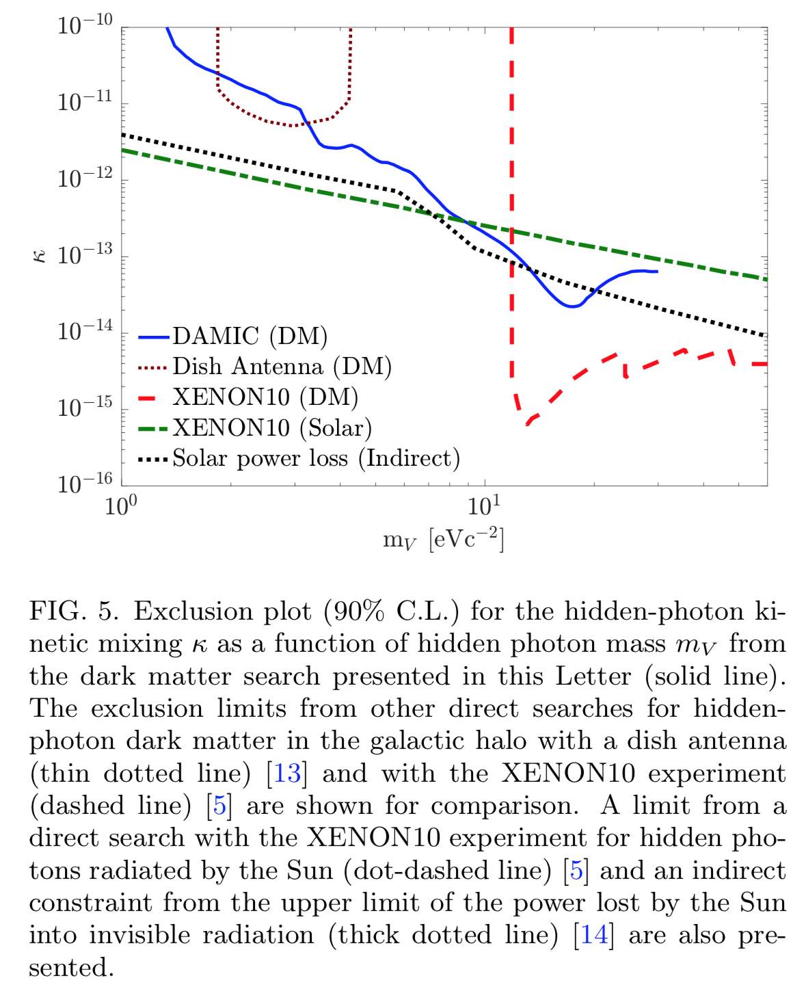 10⁻¹⁰
10⁻¹¹
10⁻¹²
10⁻¹³
10⁻¹⁴
10⁻¹⁵
10⁻¹⁶
κ
DAMIC (DM)
Dish Antenna (DM)
XENON10 (DM)
XENON10 (Solar)
Solar power loss (Indirect)
10⁰ 10¹
m_V [eVc⁻²]
FIG. 5. Exclusion plot (90% C.L.) for the hidden-photon ki-
netic mixing κ as a function of hidden photon mass m_V from
the dark matter search presented in this Letter (solid line).
The exclusion limits from other direct searches for hidden-
photon dark matter in the galactic halo with a dish antenna
(thin dotted line) [13] and with the XENON10 experiment
(dashed line) [5] are shown for comparison. A limit from a
direct search with the XENON10 experiment for hidden pho-
tons radiated by the Sun (dot-dashed line) [5] and an indirect
constraint from the upper limit of the power lost by the Sun
into invisible radiation (thick dotted line) [14] are also pre-
sented.